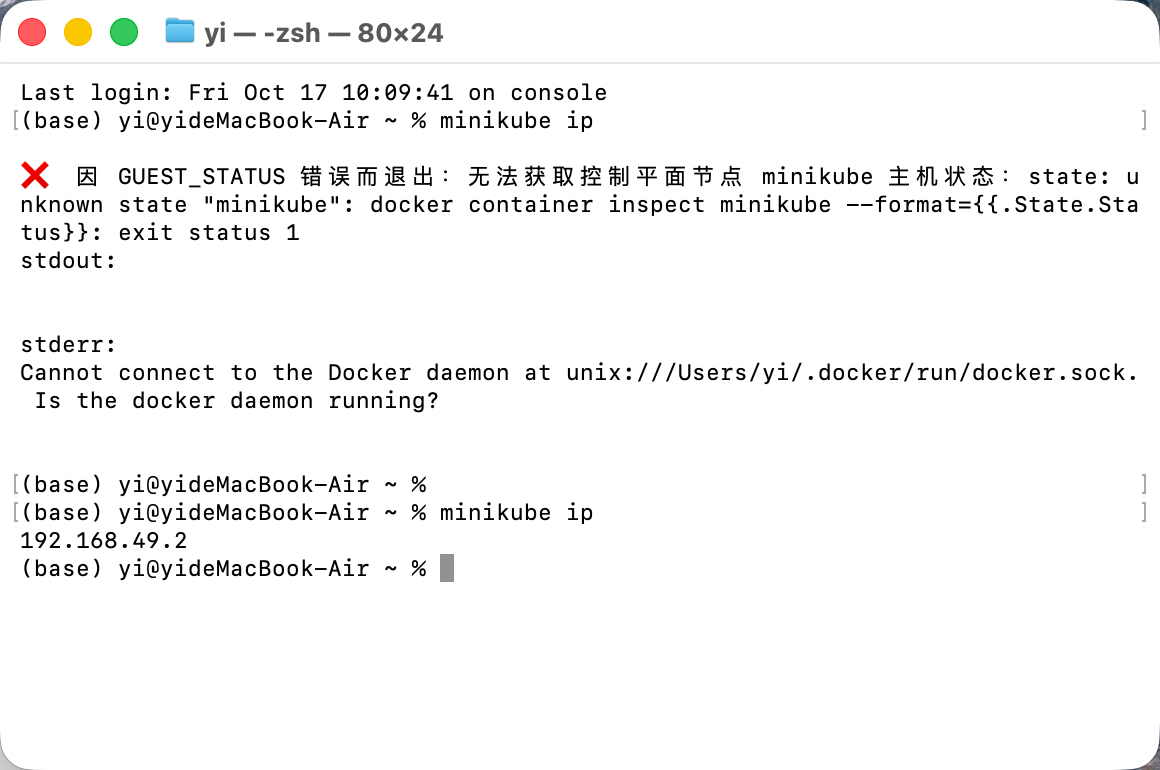 yi — -zsh — 80×24
Last login: Fri Oct 17 10:09:41 on console
[(base) yi@yideMacBook-Air ~ % minikube ip ]
❌ 因 GUEST_STATUS 错误而退出：无法获取控制平面节点 minikube 主机状态：state: u
nknown state "minikube": docker container inspect minikube --format={{.State.Sta
tus}}: exit status 1
stdout:
stderr:
Cannot connect to the Docker daemon at unix:///Users/yi/.docker/run/docker.sock.
 Is the docker daemon running?
[(base) yi@yideMacBook-Air ~ % ]
[(base) yi@yideMacBook-Air ~ % minikube ip ]
192.168.49.2
(base) yi@yideMacBook-Air ~ %